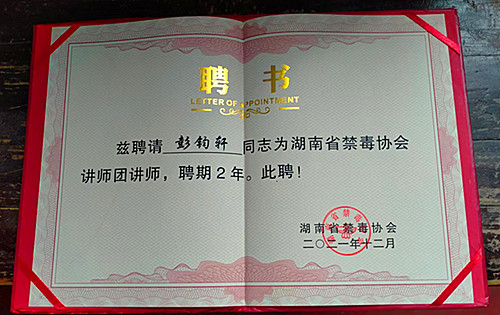 聘书
LETTER OF APPOINTMENT
兹聘请 彭钧轩 同志为湖南省禁毒协会
讲师团讲师，聘期2年。此聘！
湖南省禁毒协会
二〇二一年十二月